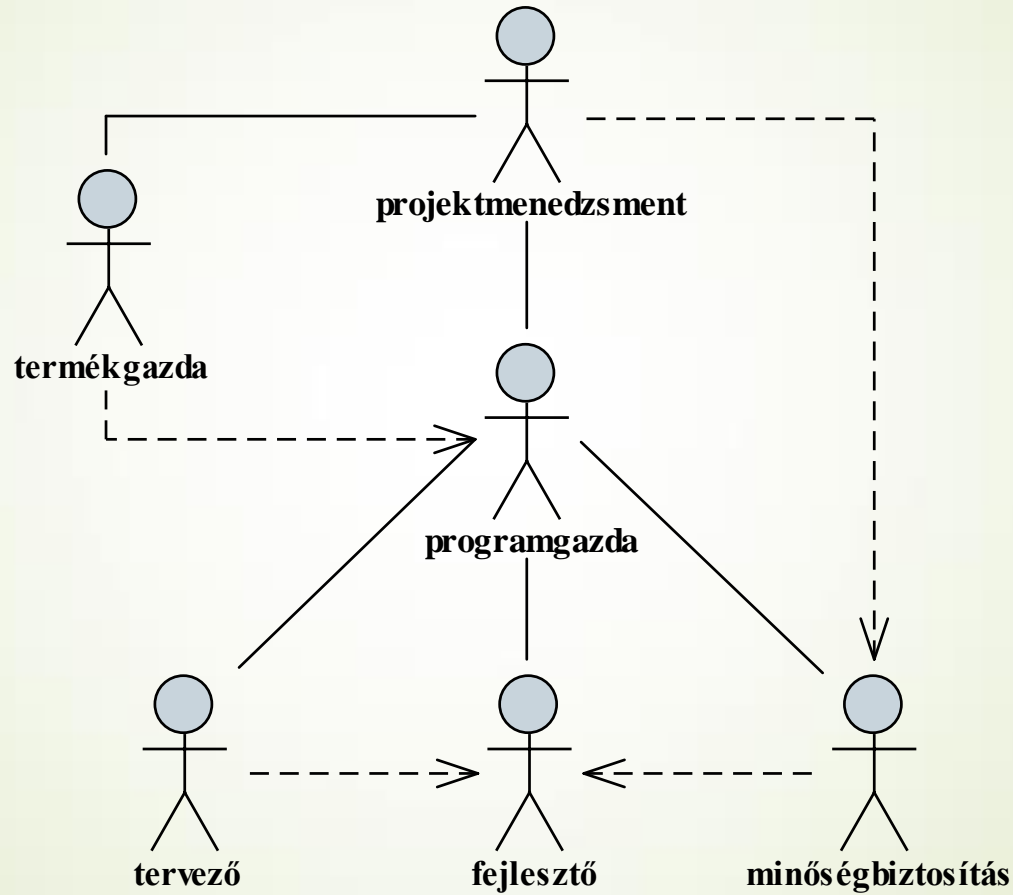 projektmenedzsment
termékgazda
programgazda
tervező
fejlesztő
minőségbiztosítás